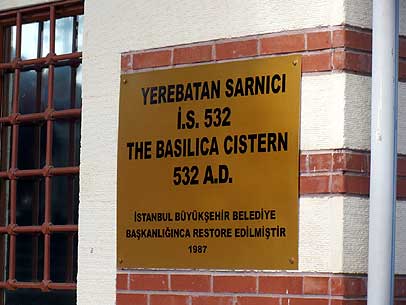 YEREBATAN SARNICI
İ.S. 532
THE BASILICA CISTERN
532 A.D.
İSTANBUL BÜYÜKŞEHİR BELEDİYE
BAŞKANLIĞINCA RESTORE EDİLMİŞTİR
1987